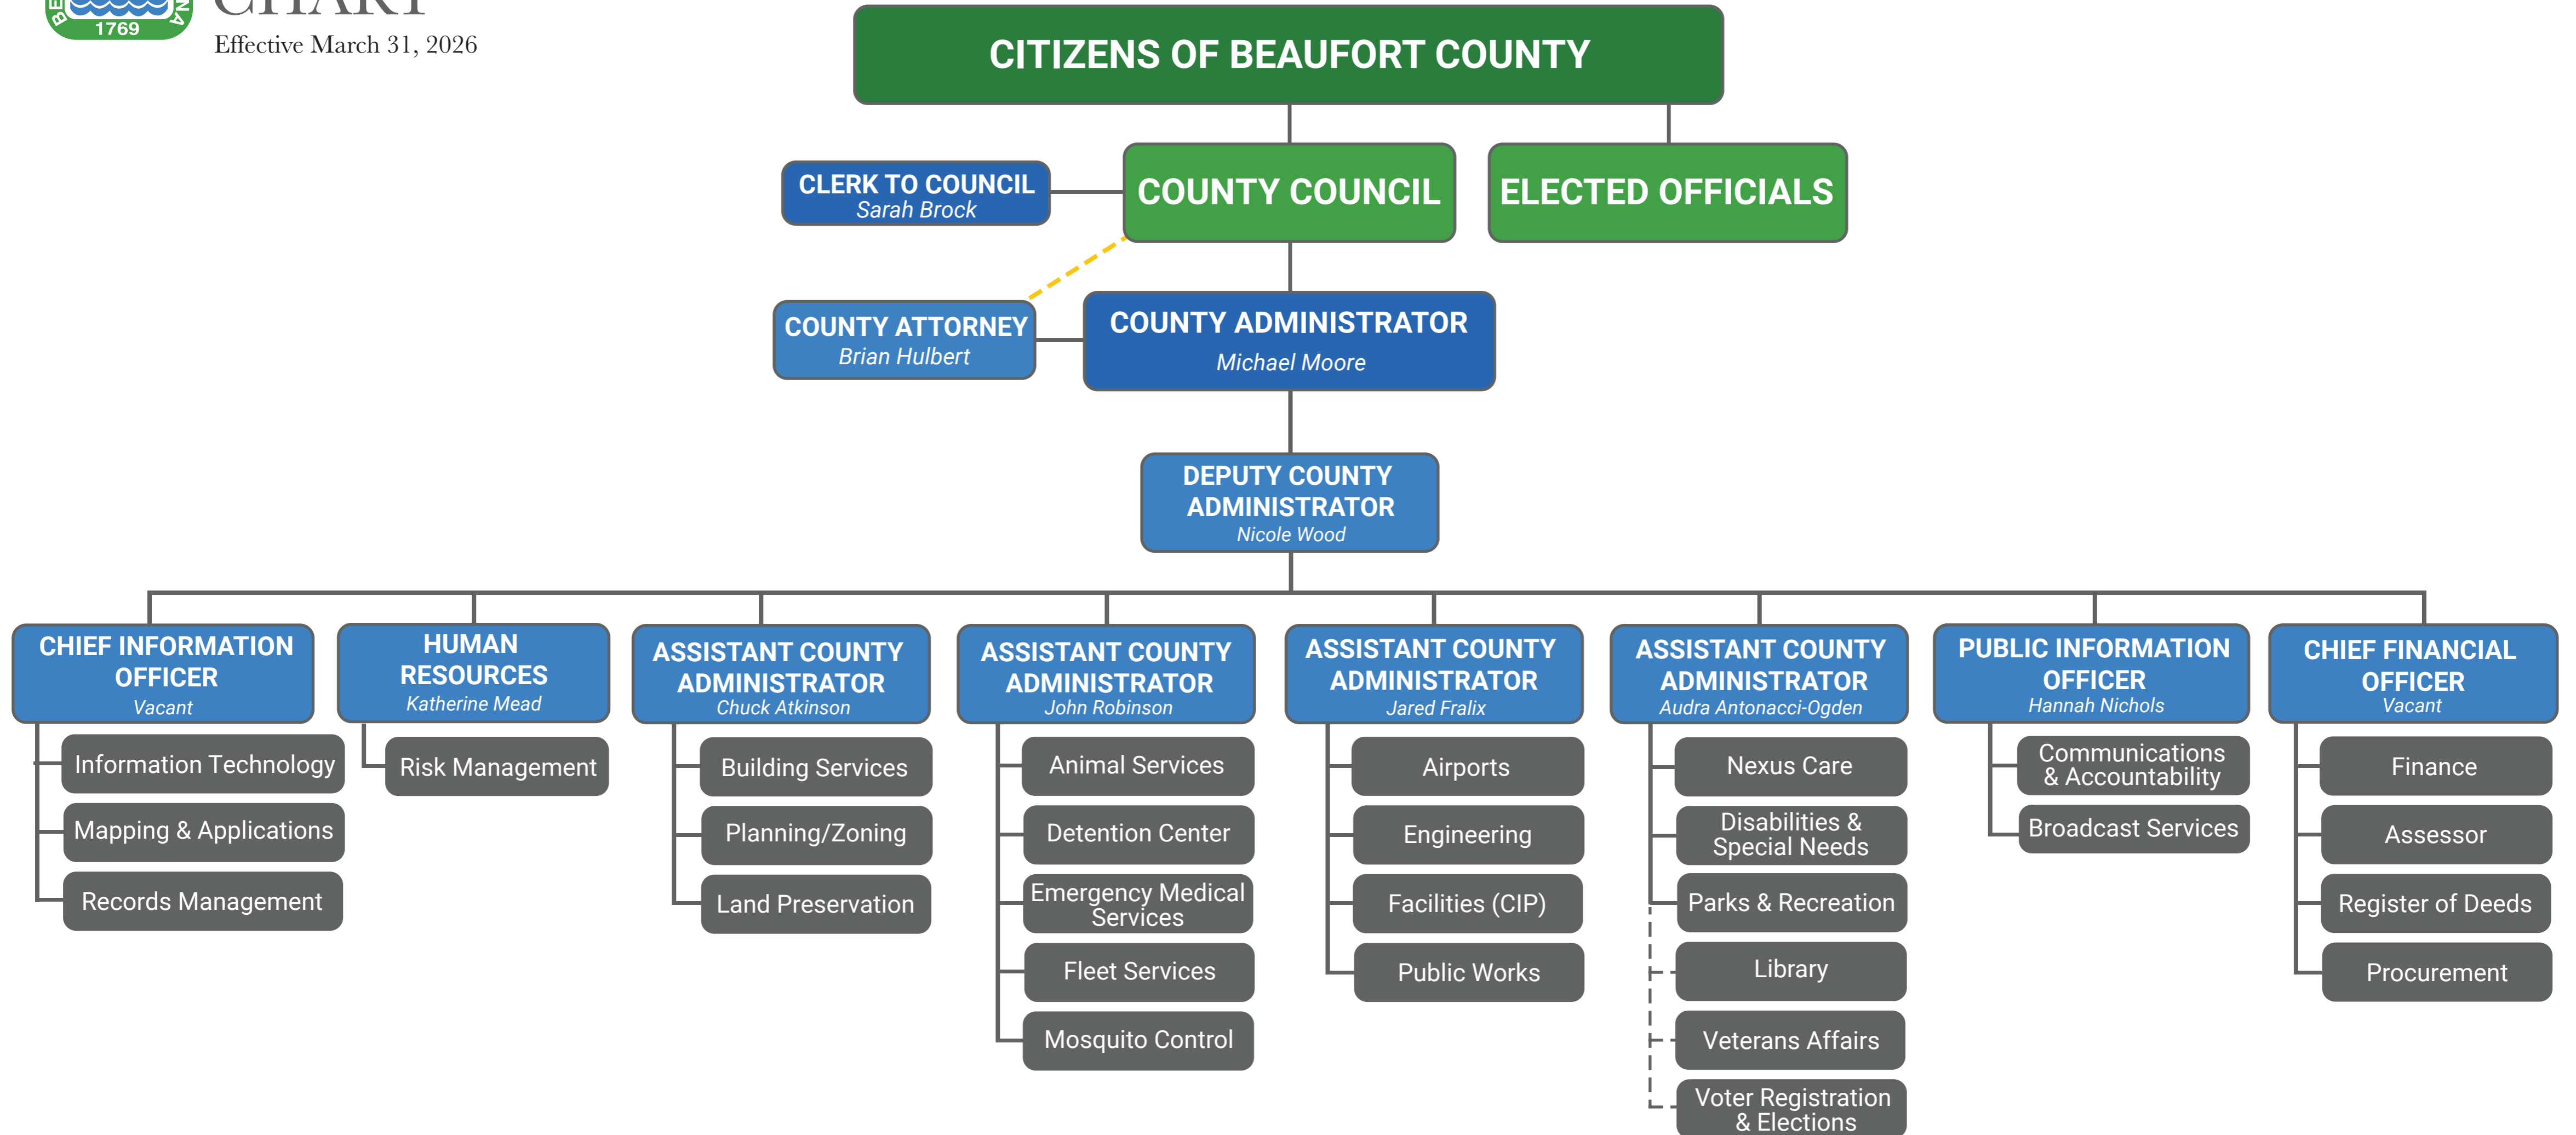 1769
CHART
Effective March 31, 2026
CITIZENS OF BEAUFORT COUNTY
CLERK TO COUNCIL
Sarah Brock
COUNTY COUNCIL
ELECTED OFFICIALS
COUNTY ATTORNEY
Brian Hulbert
COUNTY ADMINISTRATOR
Michael Moore
DEPUTY COUNTY
ADMINISTRATOR
Nicole Wood
CHIEF INFORMATION
OFFICER
Vacant
Information Technology
Mapping & Applications
Records Management
HUMAN
RESOURCES
Katherine Mead
Risk Management
ASSISTANT COUNTY
ADMINISTRATOR
Chuck Atkinson
Building Services
Planning/Zoning
Land Preservation
ASSISTANT COUNTY
ADMINISTRATOR
John Robinson
Animal Services
Detention Center
Emergency Medical
Services
Fleet Services
Mosquito Control
ASSISTANT COUNTY
ADMINISTRATOR
Jared Fralix
Airports
Engineering
Facilities (CIP)
Public Works
ASSISTANT COUNTY
ADMINISTRATOR
Audra Antonacci-Ogden
Nexus Care
Disabilities &
Special Needs
Parks & Recreation
Library
Veterans Affairs
Voter Registration
& Elections
PUBLIC INFORMATION
OFFICER
Hannah Nichols
Communications
& Accountability
Broadcast Services
CHIEF FINANCIAL
OFFICER
Vacant
Finance
Assessor
Register of Deeds
Procurement